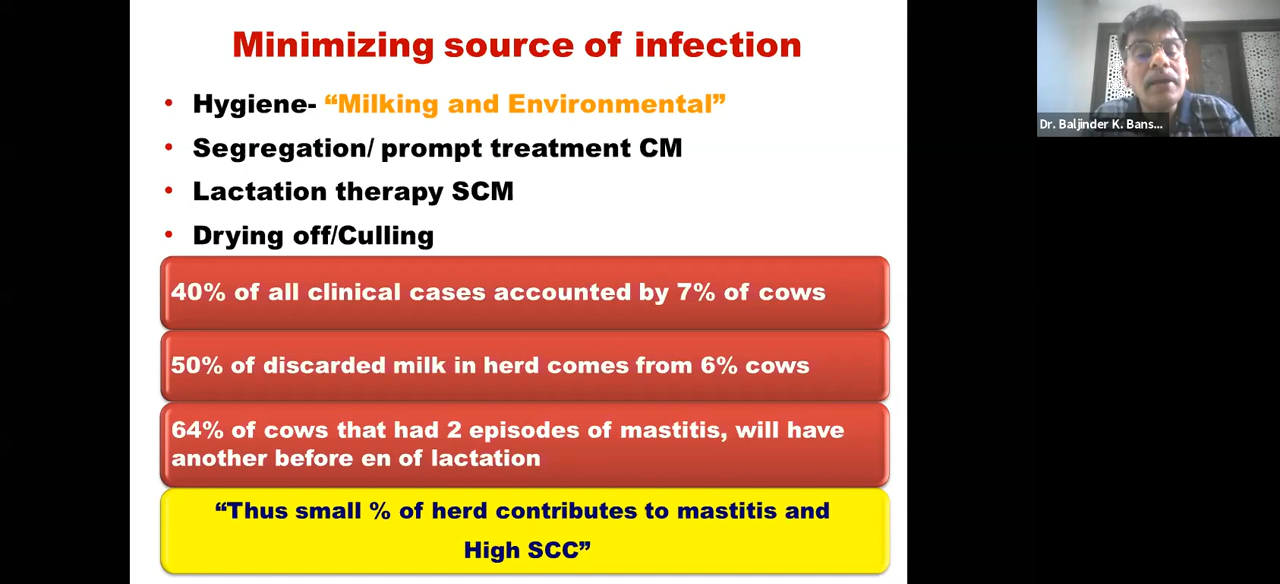 Minimizing source of infection
• Hygiene- “Milking and Environmental”
• Segregation/ prompt treatment CM
• Lactation therapy SCM
• Drying off/Culling
40% of all clinical cases accounted by 7% of cows
50% of discarded milk in herd comes from 6% cows
64% of cows that had 2 episodes of mastitis, will have
another before en of lactation
“Thus small % of herd contributes to mastitis and
High SCC”
Dr. Baljinder K. Bans...